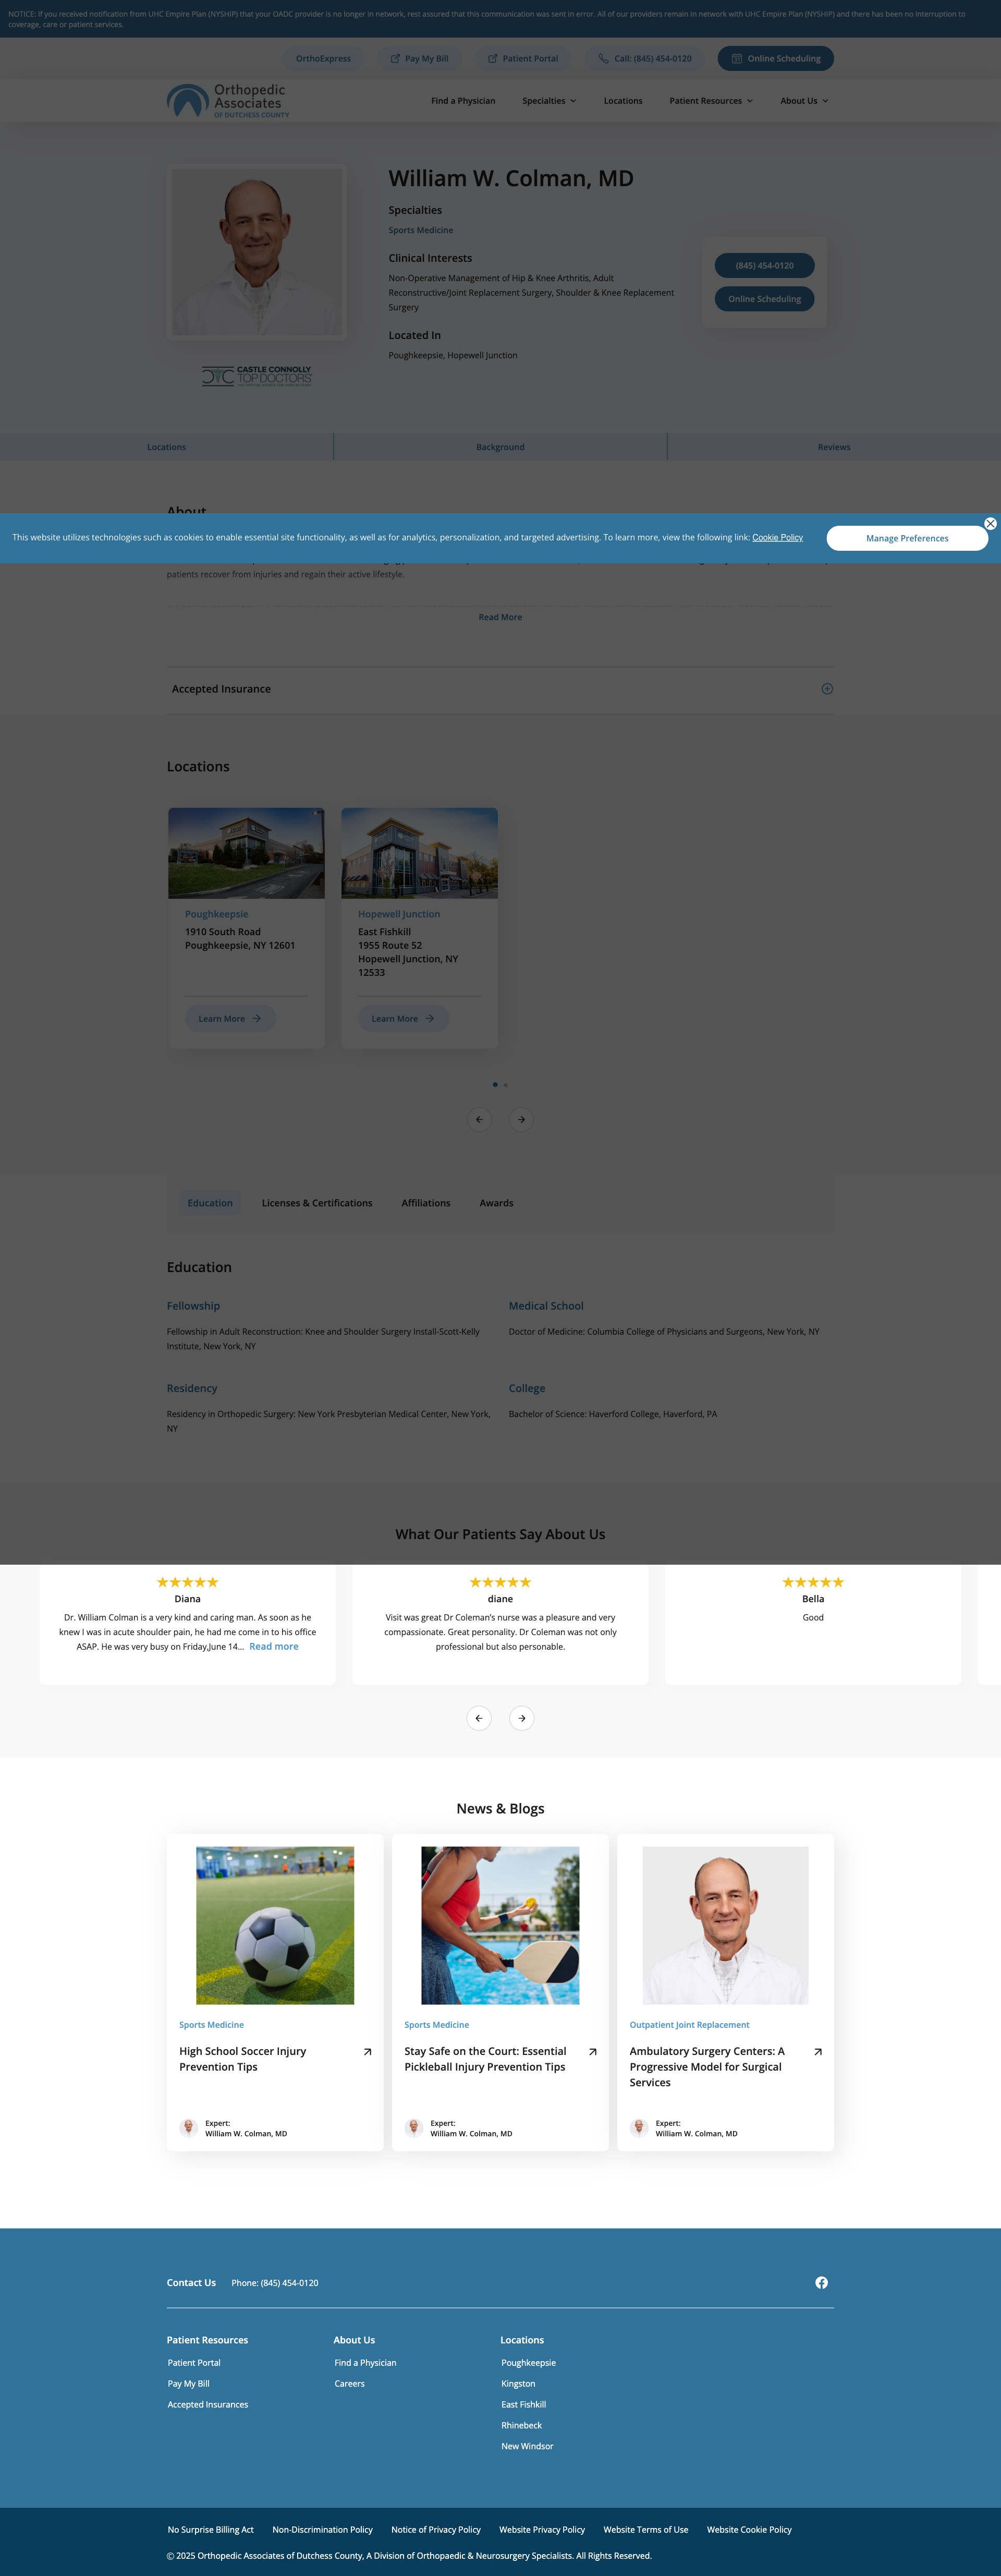 NOTICE: If you received notification from UHC Empire Plan (NYSHIP) that your OADC provider is no longer in network, rest assured that this communication was sent in error. All of our providers remain in network with UHC Empire Plan (NYSHIP) and there has been no interruption to
coverage, care or patient services.
OrthoExpress Pay My Bill Patient Portal Call: (845) 454-0120 Online Scheduling
Orthopedic
Associates
OF DUTCHESS COUNTY
Find a Physician Specialties Locations Patient Resources About Us
William W. Colman, MD
Specialties
Sports Medicine
Clinical Interests
Non-Operative Management of Hip & Knee Arthritis, Adult
Reconstructive/Joint Replacement Surgery, Shoulder & Knee Replacement
Surgery
Located In
Poughkeepsie, Hopewell Junction
(845) 454-0120
Online Scheduling
CASTLE CONNOLLY
TOP DOCTORS
Locations Background Reviews
About
This website utilizes technologies such as cookies to enable essential site functionality, as well as for analytics, personalization, and targeted advertising. To learn more, view the following link: Cookie Policy
Manage Preferences
patients recover from injuries and regain their active lifestyle.
Read More
Accepted Insurance
Locations
Poughkeepsie
1910 South Road
Poughkeepsie, NY 12601
Learn More
Hopewell Junction
East Fishkill
1955 Route 52
Hopewell Junction, NY
12533
Learn More
Education Licenses & Certifications Affiliations Awards
Education
Fellowship
Fellowship in Adult Reconstruction: Knee and Shoulder Surgery Install-Scott-Kelly
Institute, New York, NY
Medical School
Doctor of Medicine: Columbia College of Physicians and Surgeons, New York, NY
Residency
Residency in Orthopedic Surgery: New York Presbyterian Medical Center, New York,
NY
College
Bachelor of Science: Haverford College, Haverford, PA
What Our Patients Say About Us
Diana
Dr. William Colman is a very kind and caring man. As soon as he
knew I was in acute shoulder pain, he had me come in to his office
ASAP. He was very busy on Friday,June 14... Read more
diane
Visit was great Dr Coleman's nurse was a pleasure and very
compassionate. Great personality. Dr Coleman was not only
professional but also personable.
Bella
Good
News & Blogs
Sports Medicine
High School Soccer Injury
Prevention Tips
Expert:
William W. Colman, MD
Sports Medicine
Stay Safe on the Court: Essential
Pickleball Injury Prevention Tips
Expert:
William W. Colman, MD
Outpatient Joint Replacement
Ambulatory Surgery Centers: A
Progressive Model for Surgical
Services
Expert:
William W. Colman, MD
Contact Us Phone: (845) 454-0120
Patient Resources
Patient Portal
Pay My Bill
Accepted Insurances
About Us
Find a Physician
Careers
Locations
Poughkeepsie
Kingston
East Fishkill
Rhinebeck
New Windsor
No Surprise Billing Act Non-Discrimination Policy Notice of Privacy Policy Website Privacy Policy Website Terms of Use Website Cookie Policy
© 2025 Orthopedic Associates of Dutchess County, A Division of Orthopaedic & Neurosurgery Specialists. All Rights Reserved.